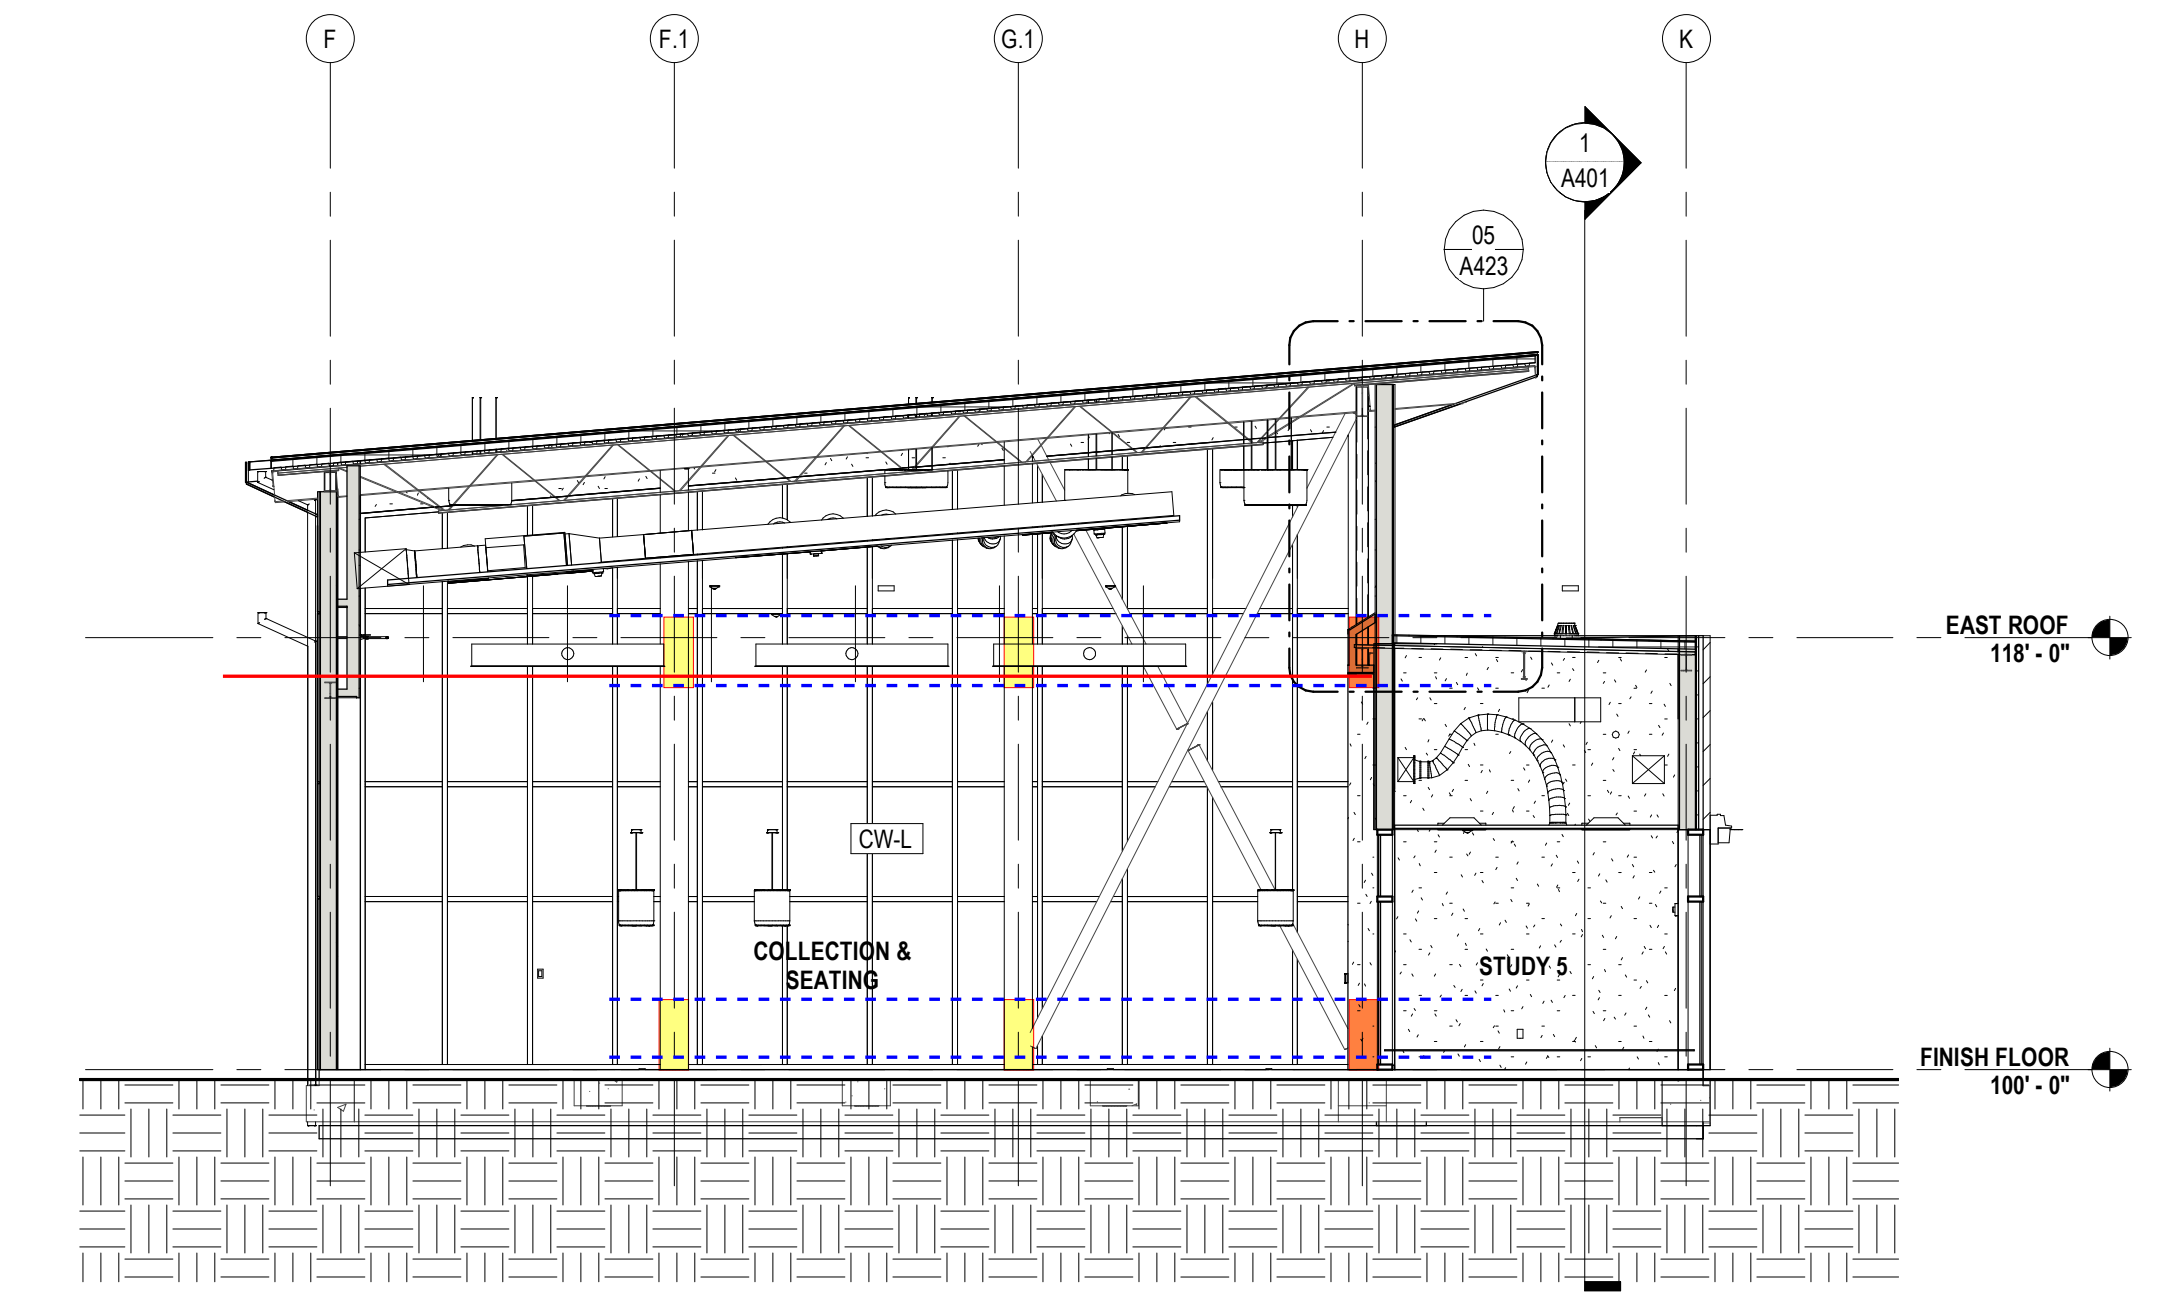 F
F.1
G.1
H
K
1
A401
05
A423
EAST ROOF
118' - 0"
CW-L
COLLECTION &
SEATING
STUDY 5
FINISH FLOOR
100' - 0"